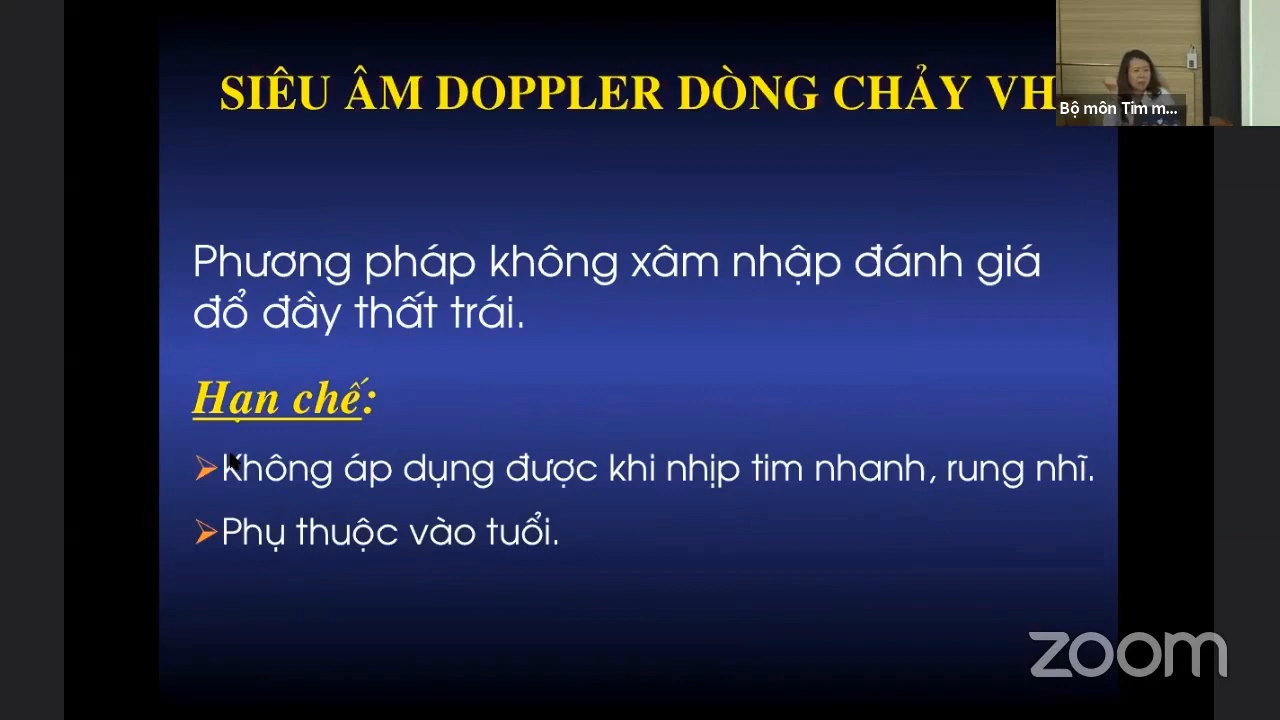 SIÊU ÂM DOPPLER DÒNG CHẢY VH
Bộ môn Tim m...
Phương pháp không xâm nhập đánh giá
đổ đầy thất trái.
Hạn chế:
Không áp dụng được khi nhịp tim nhanh, rung nhĩ.
Phụ thuộc vào tuổi.
zoom